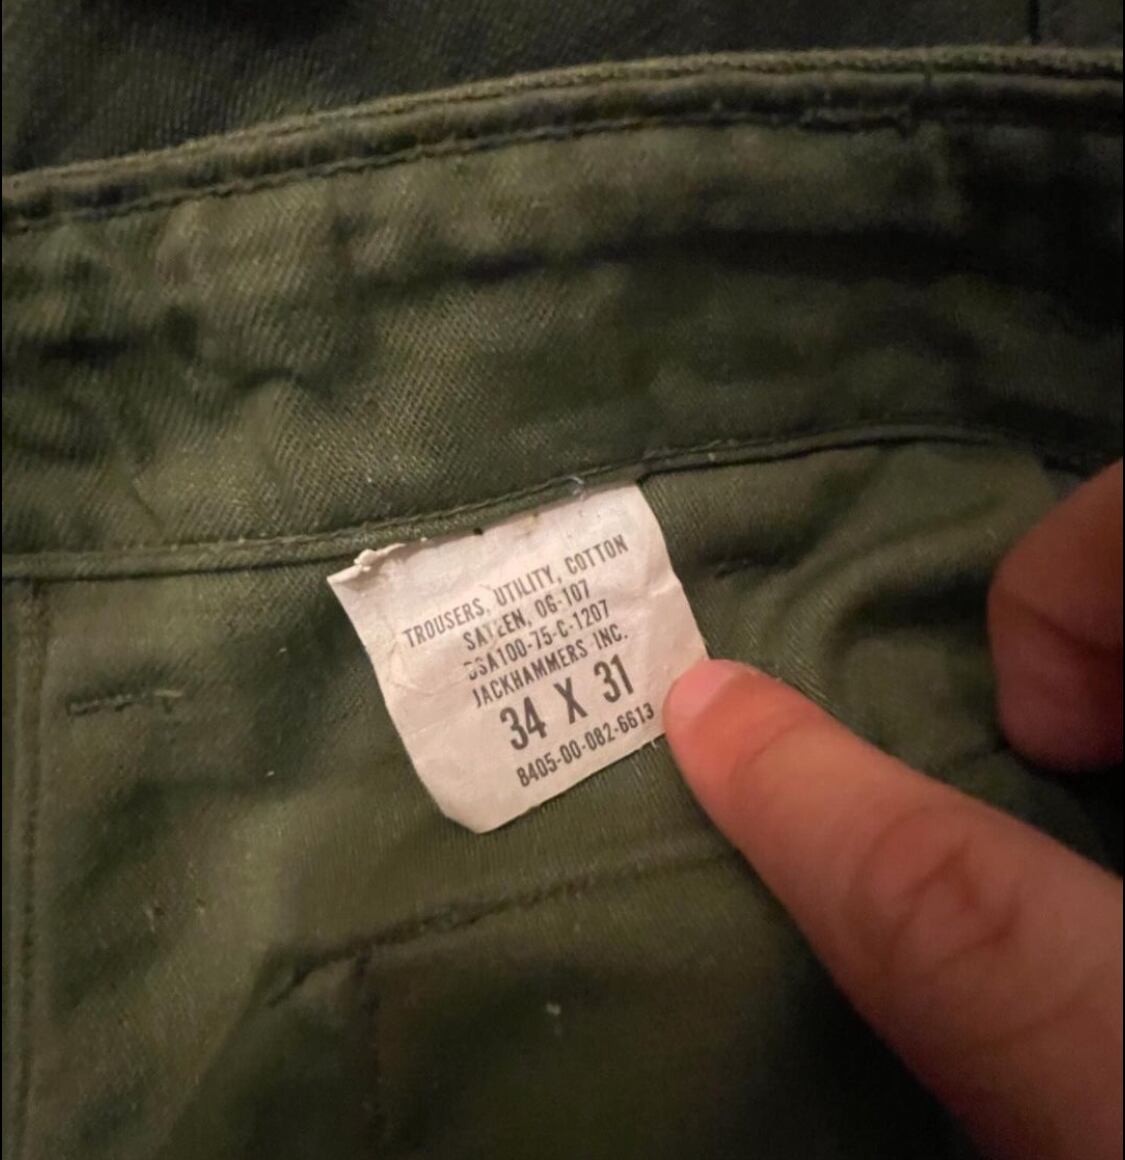 TROUSERS, UTILITY, COTTON
SATEEN, OG-107
DSA100-75-C-1207
JACKHAMMERS INC.
34 X 31
8405-00-082-6613